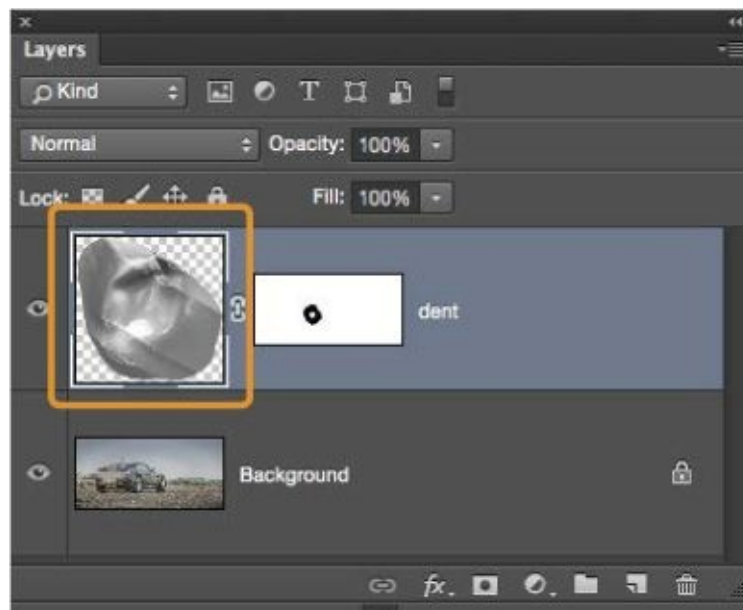 Layers
Kind
Normal Opacity: 100%
Lock: Fill: 100%
dent
Background